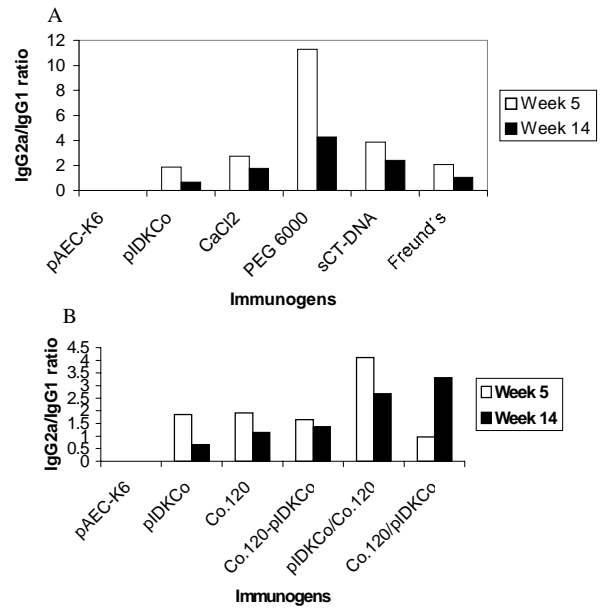 A
IgG2a/IgG1 ratio
12
10
8
6
4
2
0
pAEC-K6
pIDKCo
CaCl2
PEG 6000
sCT-DNA
Freund´s
Immunogens
Week 5
Week 14
B
IgG2a/IgG1 ratio
4.5
4
3.5
3
2.5
2
1.5
1
0.5
0
pAEC-K6
pIDKCo
Co.120
Co.120-pIDKCo
pIDKCo/Co.120
Co.120/pIDKCo
Immunogens
Week 5
Week 14